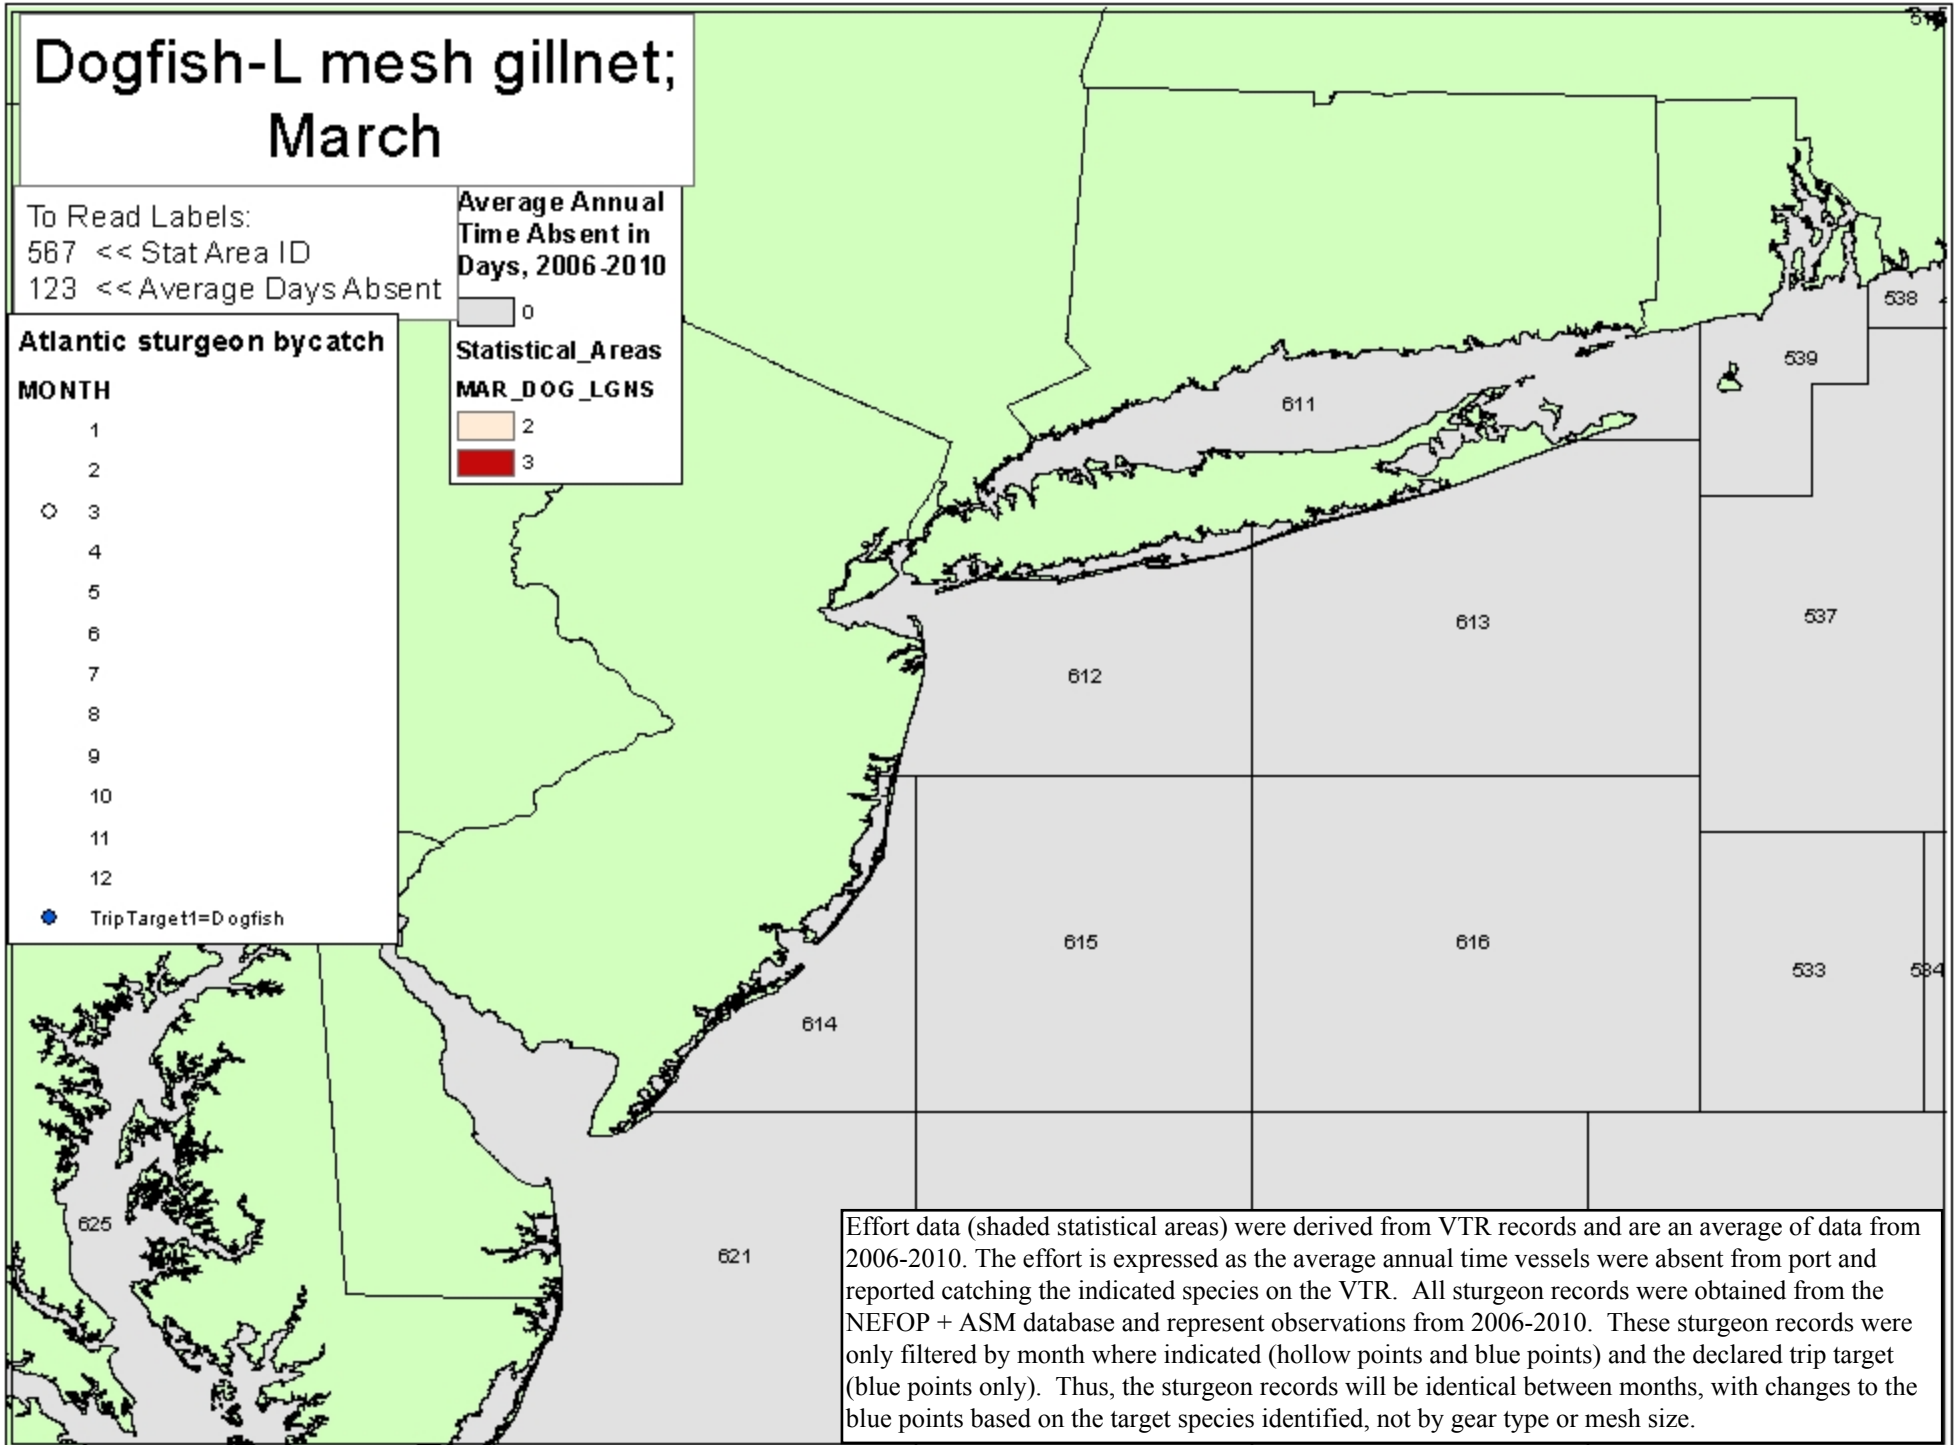 Dogfish-L mesh gillnet;
March
To Read Labels:
567 << Stat Area ID
123 << Average Days Absent
Average Annual
Time Absent in
Days, 2006-2010
0
Statistical_Areas
MAR_DOG_LGNS
2
3
Atlantic sturgeon bycatch
MONTH
1
2
3
4
5
6
7
8
9
10
11
12
TripTarget1=Dogfish
538
539
611
613
537
612
615
616
533
534
614
625
621
Effort data (shaded statistical areas) were derived from VTR records and are an average of data from
2006-2010. The effort is expressed as the average annual time vessels were absent from port and
reported catching the indicated species on the VTR.  All sturgeon records were obtained from the
NEFOP + ASM database and represent observations from 2006-2010.  These sturgeon records were
only filtered by month where indicated (hollow points and blue points) and the declared trip target
(blue points only).  Thus, the sturgeon records will be identical between months, with changes to the
blue points based on the target species identified, not by gear type or mesh size.